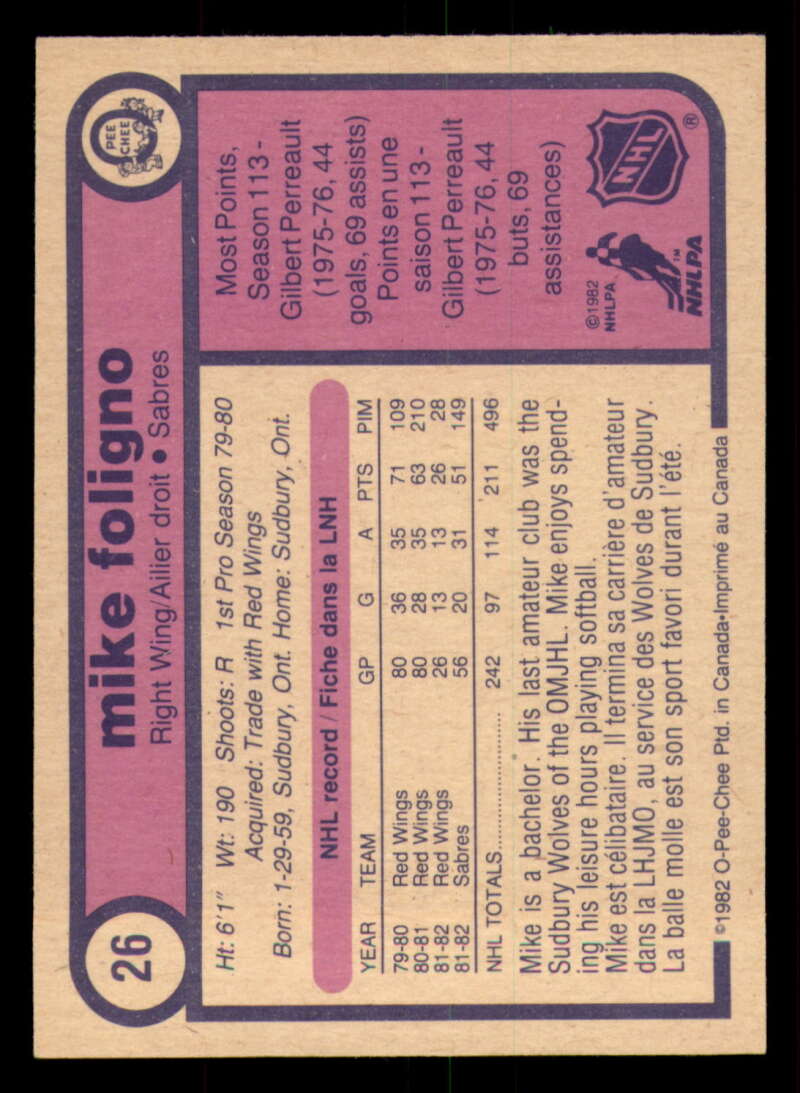 26
mike foligno
Right Wing/Ailier droit • Sabres
O PEE CHEE
Ht: 6'1" Wt: 190 Shoots: R 1st Pro Season 79-80
Acquired: Trade with Red Wings
Born: 1-29-59, Sudbury, Ont. Home: Sudbury, Ont.
NHL record / Fiche dans la LNH
YEAR TEAM GP G A PTS PIM
79-80 Red Wings 80 36 35 71 109
80-81 Red Wings 80 28 35 63 210
81-82 Red Wings 26 13 13 26 28
81-82 Sabres 56 20 31 51 149
NHL TOTALS.................... 242 97 114 211 496
Mike is a bachelor. His last amateur club was the
Sudbury Wolves of the OMJHL. Mike enjoys spend-
ing his leisure hours playing softball.
Mike est célibataire. Il termina sa carrière d'amateur
dans la LHJMO, au service des Wolves de Sudbury.
La balle molle est son sport favori durant l'été.
Most Points,
Season 113 -
Gilbert Perreault
(1975-76, 44
goals, 69 assists)
Points en une
saison 113 -
Gilbert Perreault
(1975-76, 44
buts, 69
assistances)
©1982
NHLPA
NHLPA™
NHL®
©1982 O-Pee-Chee Ptd. in Canada•Imprimé au Canada